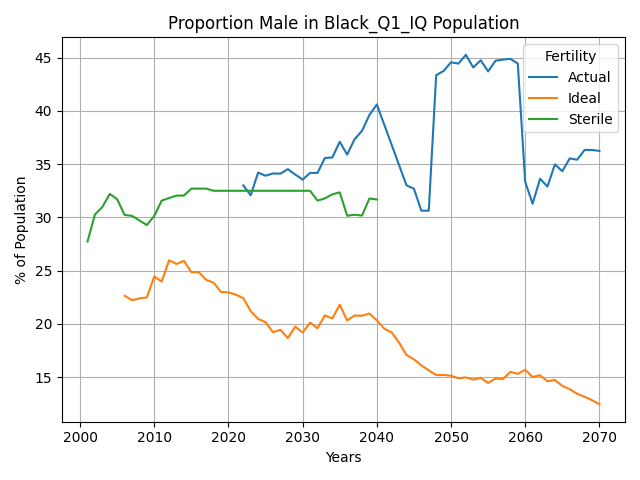 Proportion Male in Black_Q1_IQ Population
Fertility
Actual
Ideal
Sterile
% of Population
45
40
35
30
25
20
15
2000 2010 2020 2030 2040 2050 2060 2070
Years